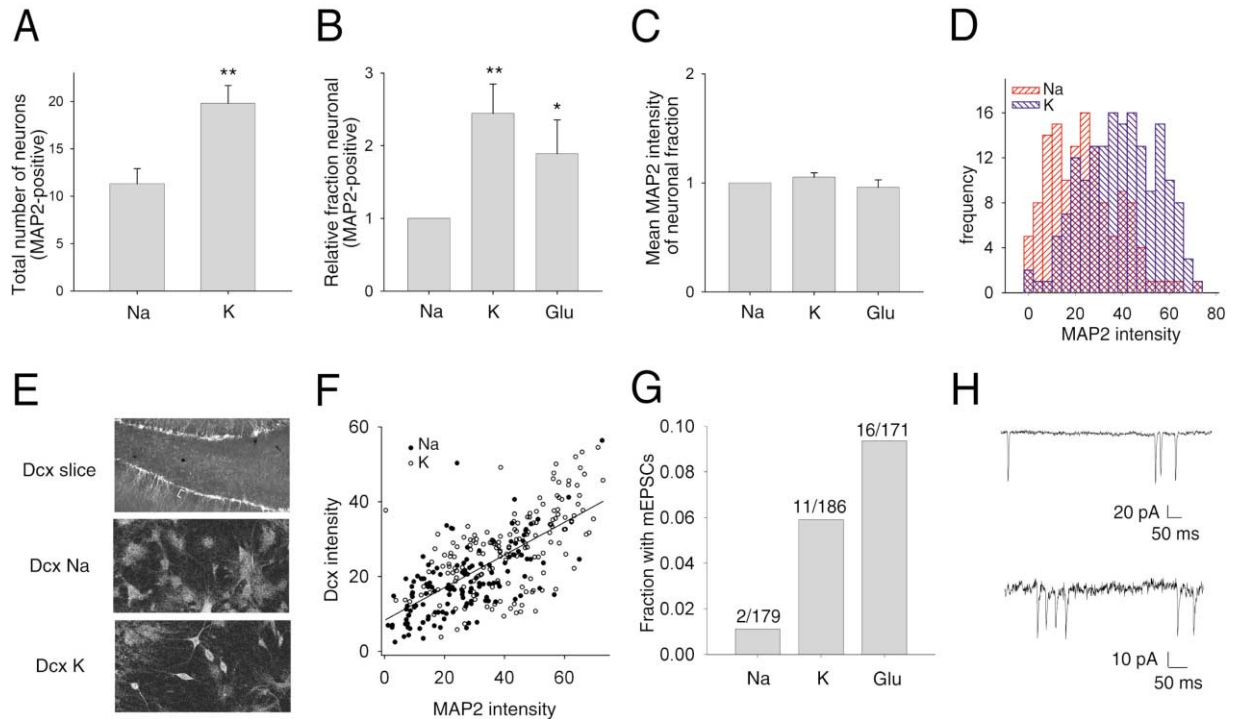 A
Total number of neurons
(MAP2-positive)
20
15
10
5
0
**
Na
K
B
Relative fraction neuronal
(MAP2-positive)
3
2
1
0
**
*
Na
K
Glu
C
Mean MAP2 intensity
of neuronal fraction
2
1
0
Na
K
Glu
D
Na
K
frequency
16
12
8
4
0
0
20
40
60
80
MAP2 intensity
E
Dcx slice
Dcx Na
Dcx K
F
Dcx intensity
60
40
20
0
Na
K
0
20
40
60
MAP2 intensity
G
Fraction with mEPSCs
0.10
0.08
0.06
0.04
0.02
0.00
2/179
11/186
16/171
Na
K
Glu
H
20 pA
50 ms
10 pA
50 ms